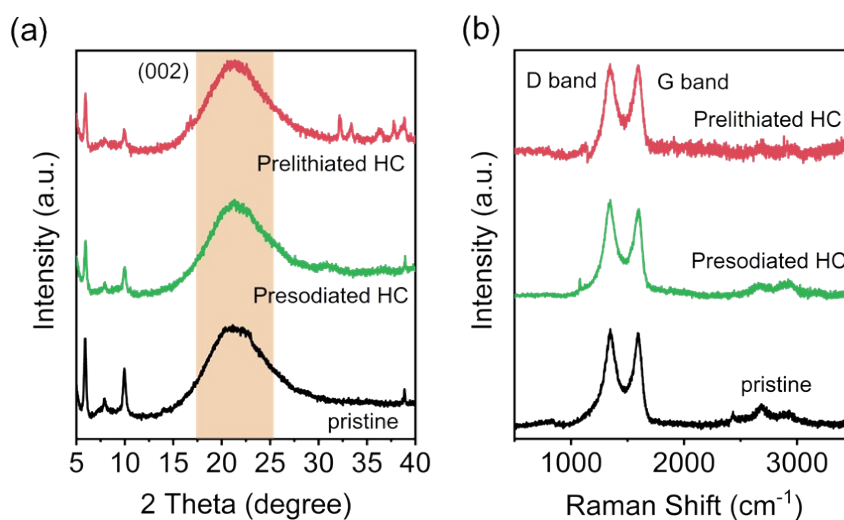 (a)
(002)
Prelithiated HC
Presodiated HC
pristine
Intensity (a.u.)
5 10 15 20 25 30 35 40
2 Theta (degree)
(b)
D band G band
Prelithiated HC
Presodiated HC
pristine
Intensity (a.u.)
1000 2000 3000
Raman Shift (cm⁻¹)